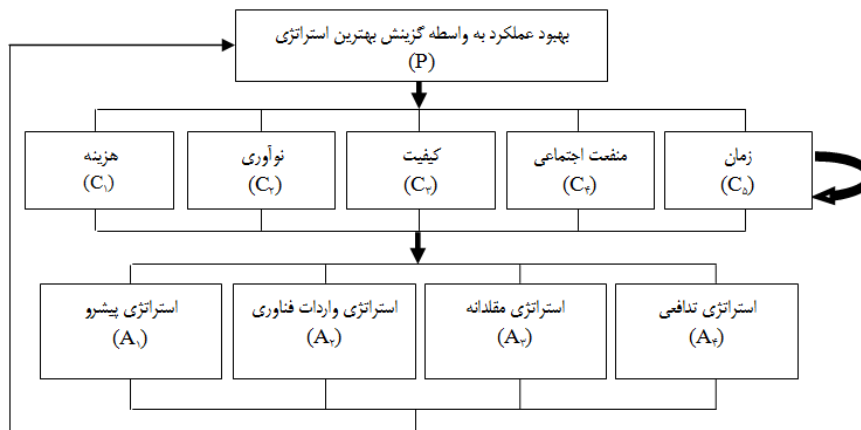 بهبود عملکرد به واسطه گزینش بهترین استراتژی
(P)
زمان
(C۵)
منفعت اجتماعی
(C۴)
کیفیت
(C۳)
نوآوری
(C۲)
هزینه
(C۱)
استراتژی تدافعی
(A۴)
استراتژی مقلدانه
(A۳)
استراتژی واردات فناوری
(A۲)
استراتژی پیشرو
(A۱)